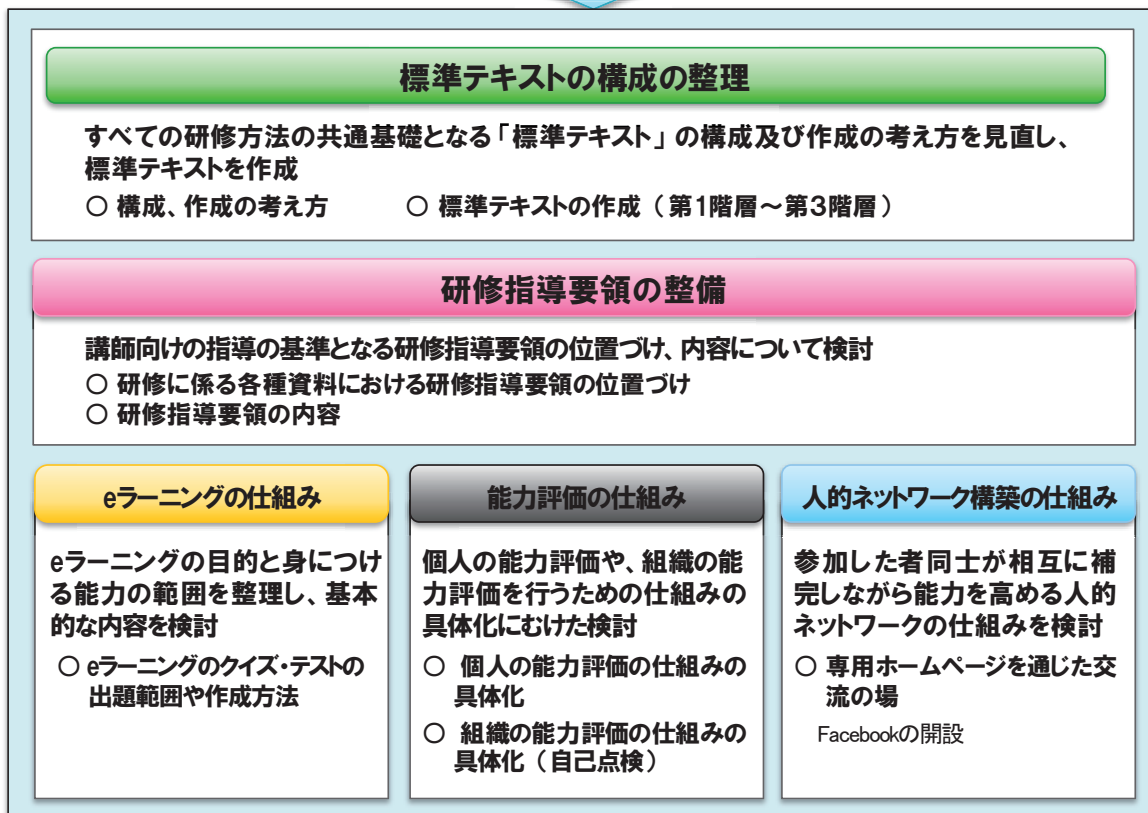 標準テキストの構成の整理
すべての研修方法の共通基礎となる「標準テキスト」の構成及び作成の考え方を見直し、
標準テキストを作成
○ 構成、作成の考え方 ○ 標準テキストの作成（第1階層～第3階層）
研修指導要領の整備
講師向けの指導の基準となる研修指導要領の位置づけ、内容について検討
○ 研修に係る各種資料における研修指導要領の位置づけ
○ 研修指導要領の内容
eラーニングの仕組み
eラーニングの目的と身につけ
る能力の範囲を整理し、基本
的な内容を検討
○ eラーニングのクイズ・テストの
出題範囲や作成方法
能力評価の仕組み
個人の能力評価や、組織の能
力評価を行うための仕組みの
具体化にむけた検討
○ 個人の能力評価の仕組みの
具体化
○ 組織の能力評価の仕組みの
具体化（自己点検）
人的ネットワーク構築の仕組み
参加した者同士が相互に補
完しながら能力を高める人的
ネットワークの仕組みを検討
○ 専用ホームページを通じた交
流の場
Facebookの開設